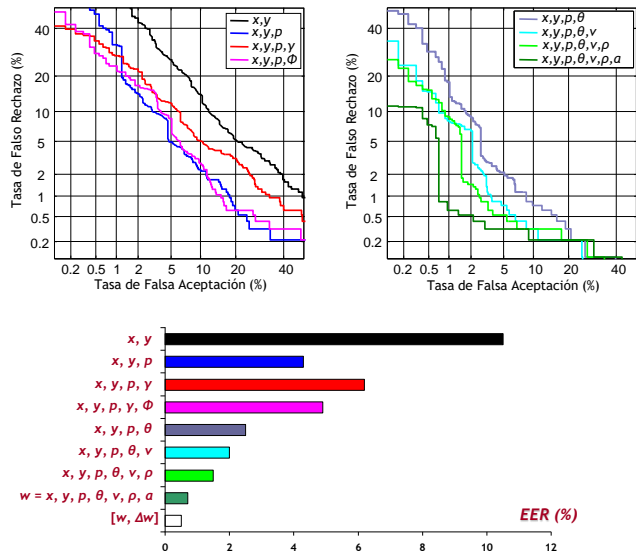 Tasa de Falso Rechazo (%)
40
20
10
5
2
1
0.5
0.2
0.2 0.5 1 2 5 10 20 40
Tasa de Falsa Aceptación (%)
x,y
x,y,p
x,y,p,γ
x,y,p,Φ
Tasa de Falso Rechazo (%)
40
20
10
5
2
1
0.5
0.2
0.2 0.5 1 2 5 10 20 40
Tasa de Falsa Aceptación (%)
x,y,p,θ
x,y,p,θ,v
x,y,p,θ,v,ρ
x,y,p,θ,v,ρ,a
x, y
x, y, p
x, y, p, γ
x, y, p, γ, Φ
x, y, p, θ
x, y, p, θ, v
x, y, p, θ, v, ρ
w = x, y, p, θ, v, ρ, a
[w, Δw]
EER (%)
0 2 4 6 8 10 12